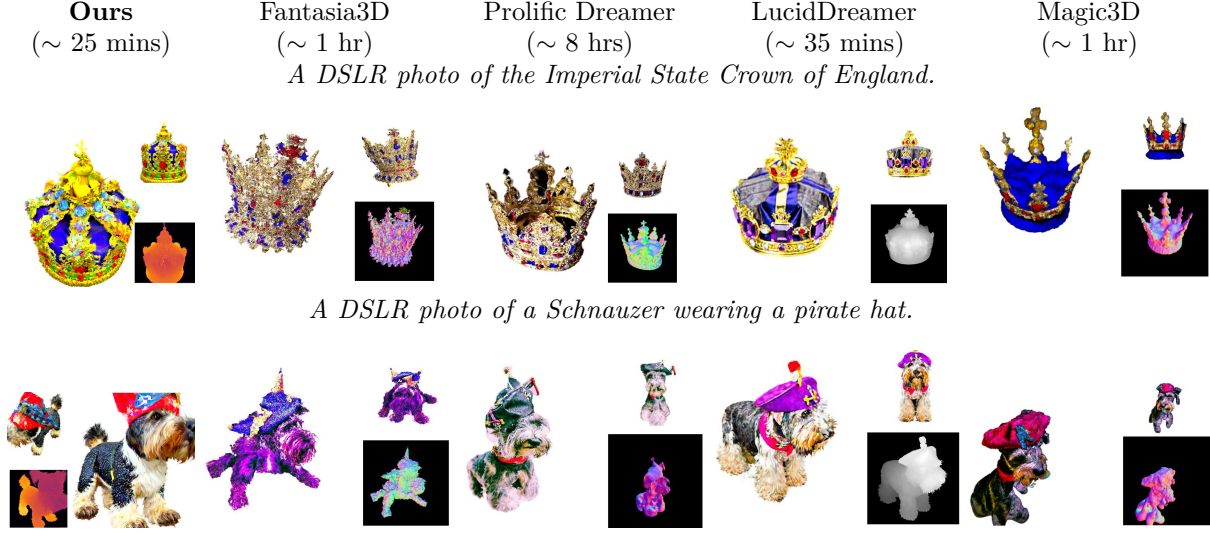 Ours Fantasia3D Prolific Dreamer LucidDreamer Magic3D
(∼ 25 mins) (∼ 1 hr) (∼ 8 hrs) (∼ 35 mins) (∼ 1 hr)
A DSLR photo of the Imperial State Crown of England.
A DSLR photo of a Schnauzer wearing a pirate hat.